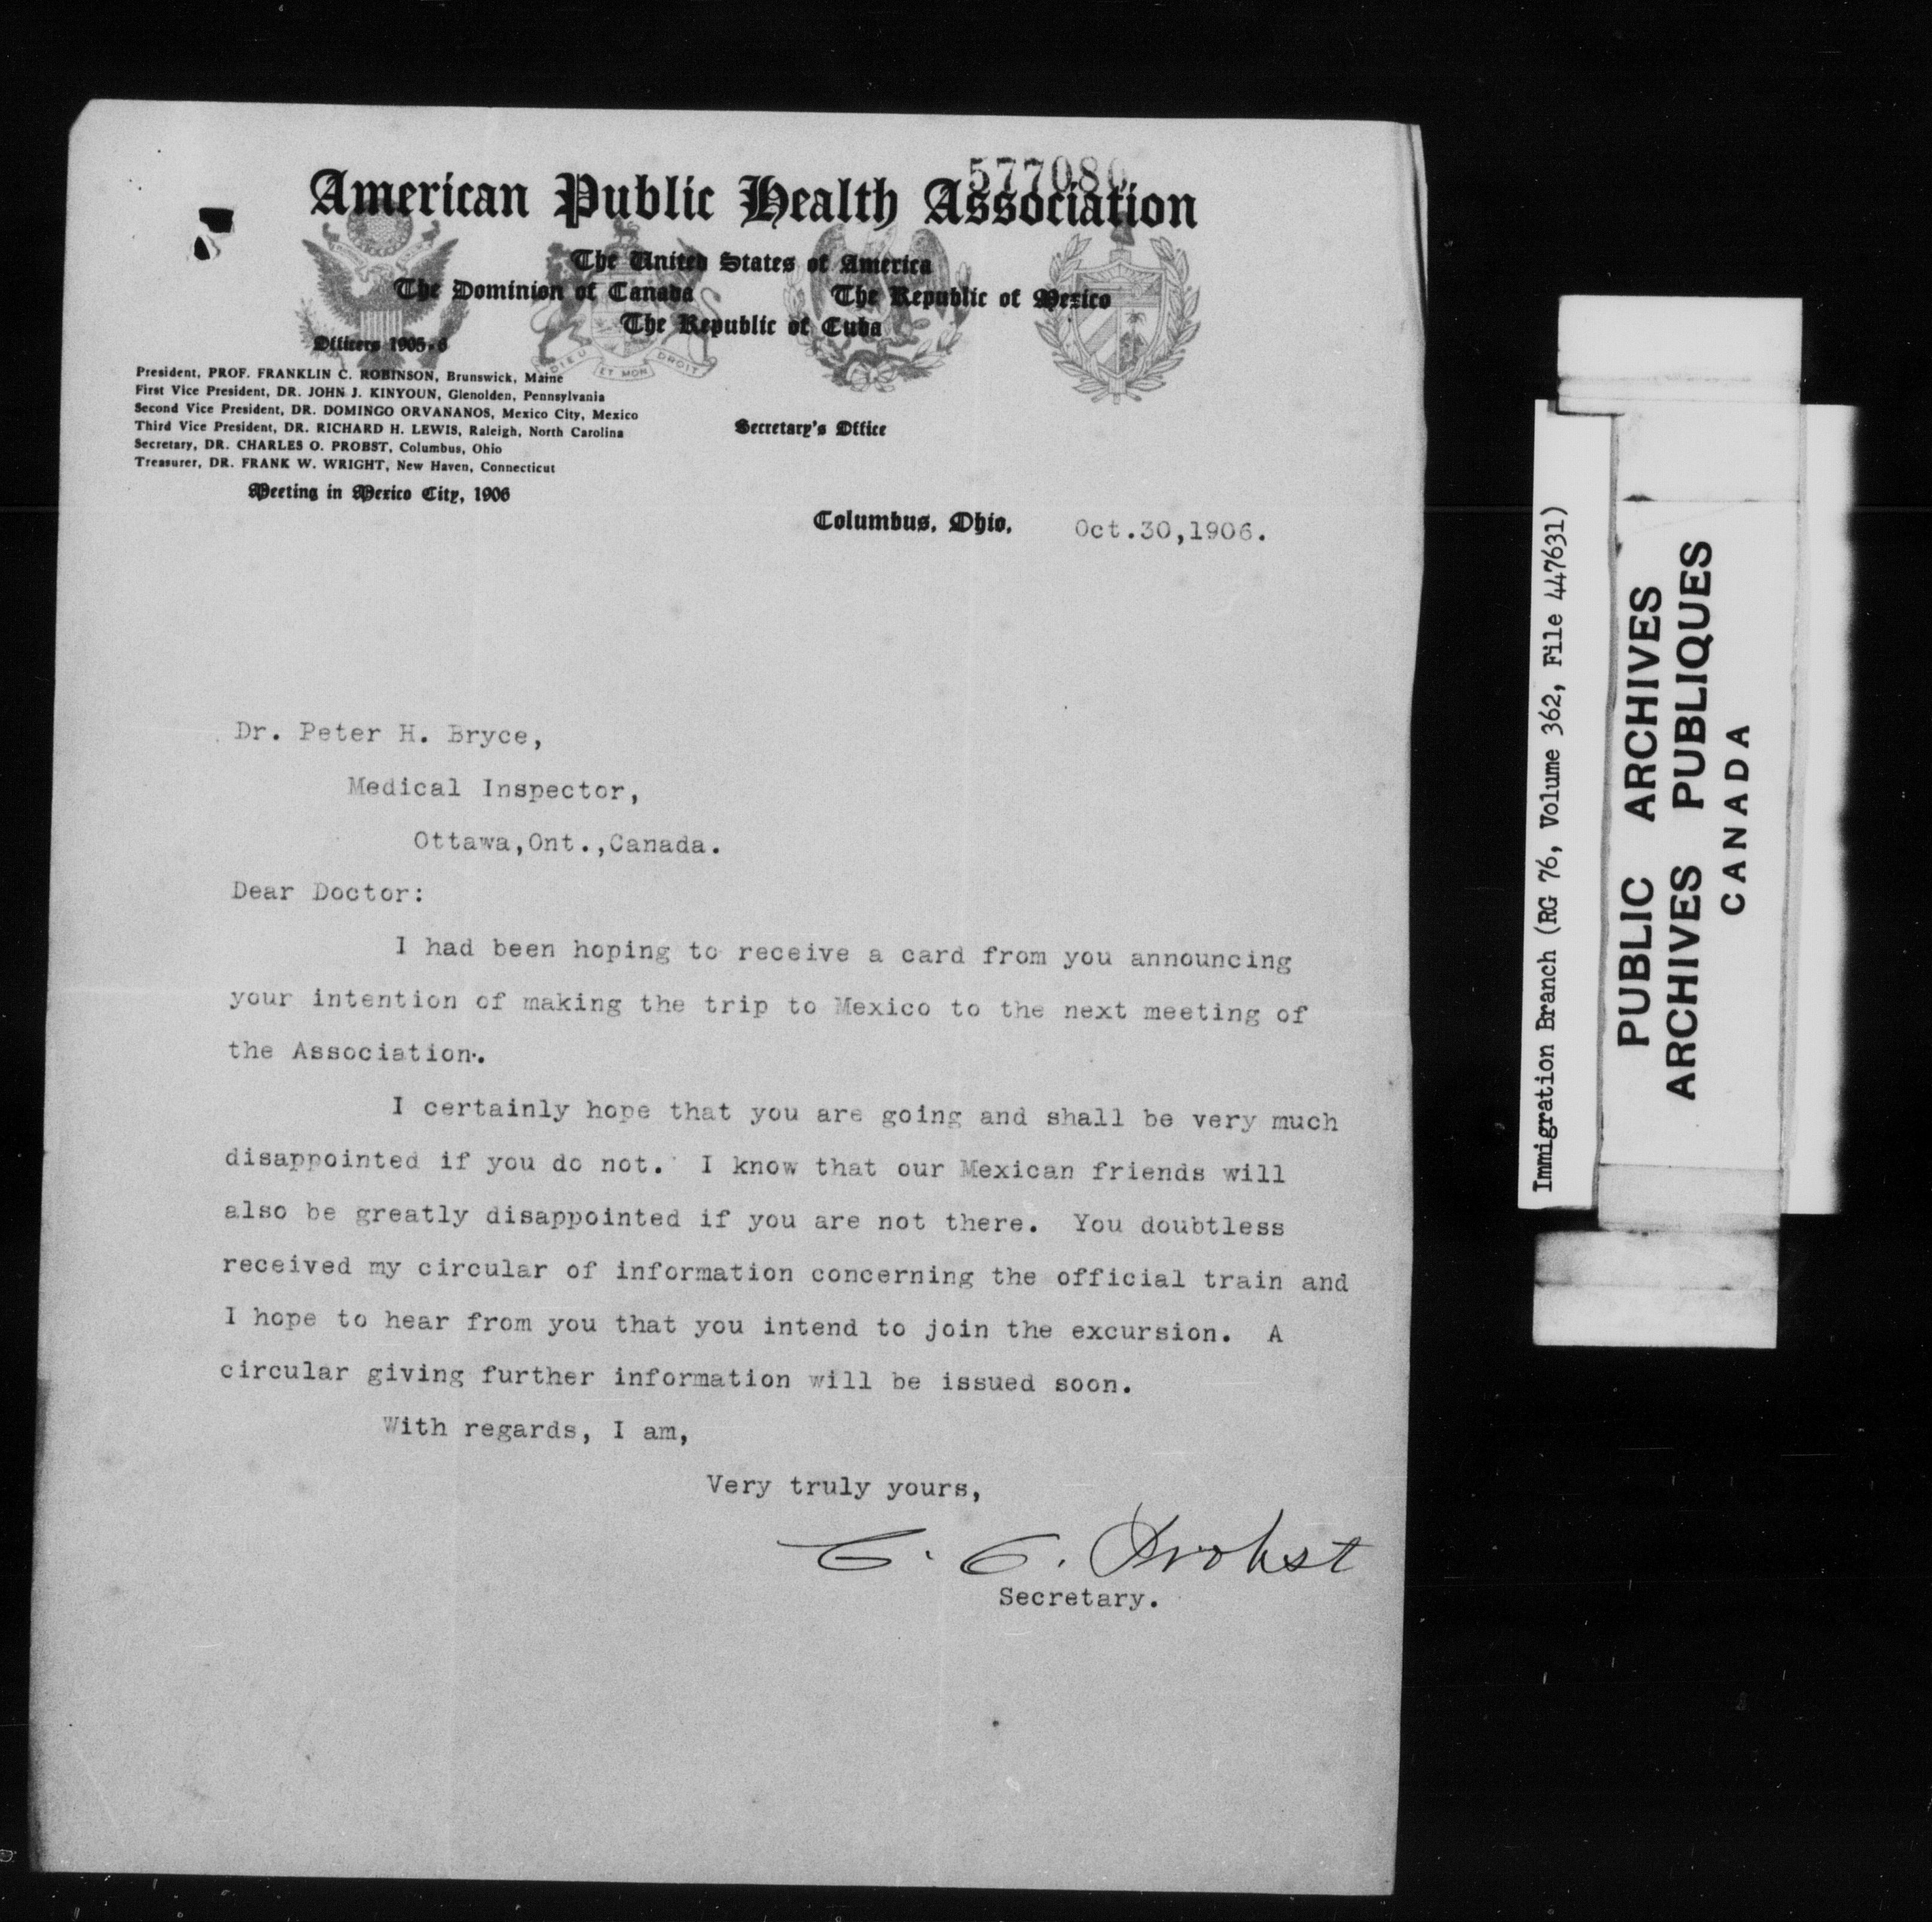 577080
American Public Health Association
The United States of America
The Dominion of Canada The Republic of Mexico
The Republic of Cuba
DIEU ET MON DROIT
Officers 1905-6
President, PROF. FRANKLIN C. ROBINSON, Brunswick, Maine
First Vice President, DR. JOHN J. KINYOUN, Glenolden, Pennsylvania
Second Vice President, DR. DOMINGO ORVANANOS, Mexico City, Mexico
Third Vice President, DR. RICHARD H. LEWIS, Raleigh, North Carolina
Secretary, DR. CHARLES O. PROBST, Columbus, Ohio
Treasurer, DR. FRANK W. WRIGHT, New Haven, Connecticut
Secretary's Office
Meeting in Mexico City, 1906
Columbus, Ohio, Oct.30,1906.
Dr. Peter H. Bryce,
Medical Inspector,
Ottawa,Ont.,Canada.
Dear Doctor:
I had been hoping to receive a card from you announcing
your intention of making the trip to Mexico to the next meeting of
the Association.
I certainly hope that you are going and shall be very much
disappointed if you do not. I know that our Mexican friends will
also be greatly disappointed if you are not there. You doubtless
received my circular of information concerning the official train and
I hope to hear from you that you intend to join the excursion. A
circular giving further information will be issued soon.
With regards, I am,
Very truly yours,
C. O. Probst
Secretary.
Immigration Branch (RG 76, Volume 362, File 447631)
PUBLIC ARCHIVES
ARCHIVES PUBLIQUES
CANADA